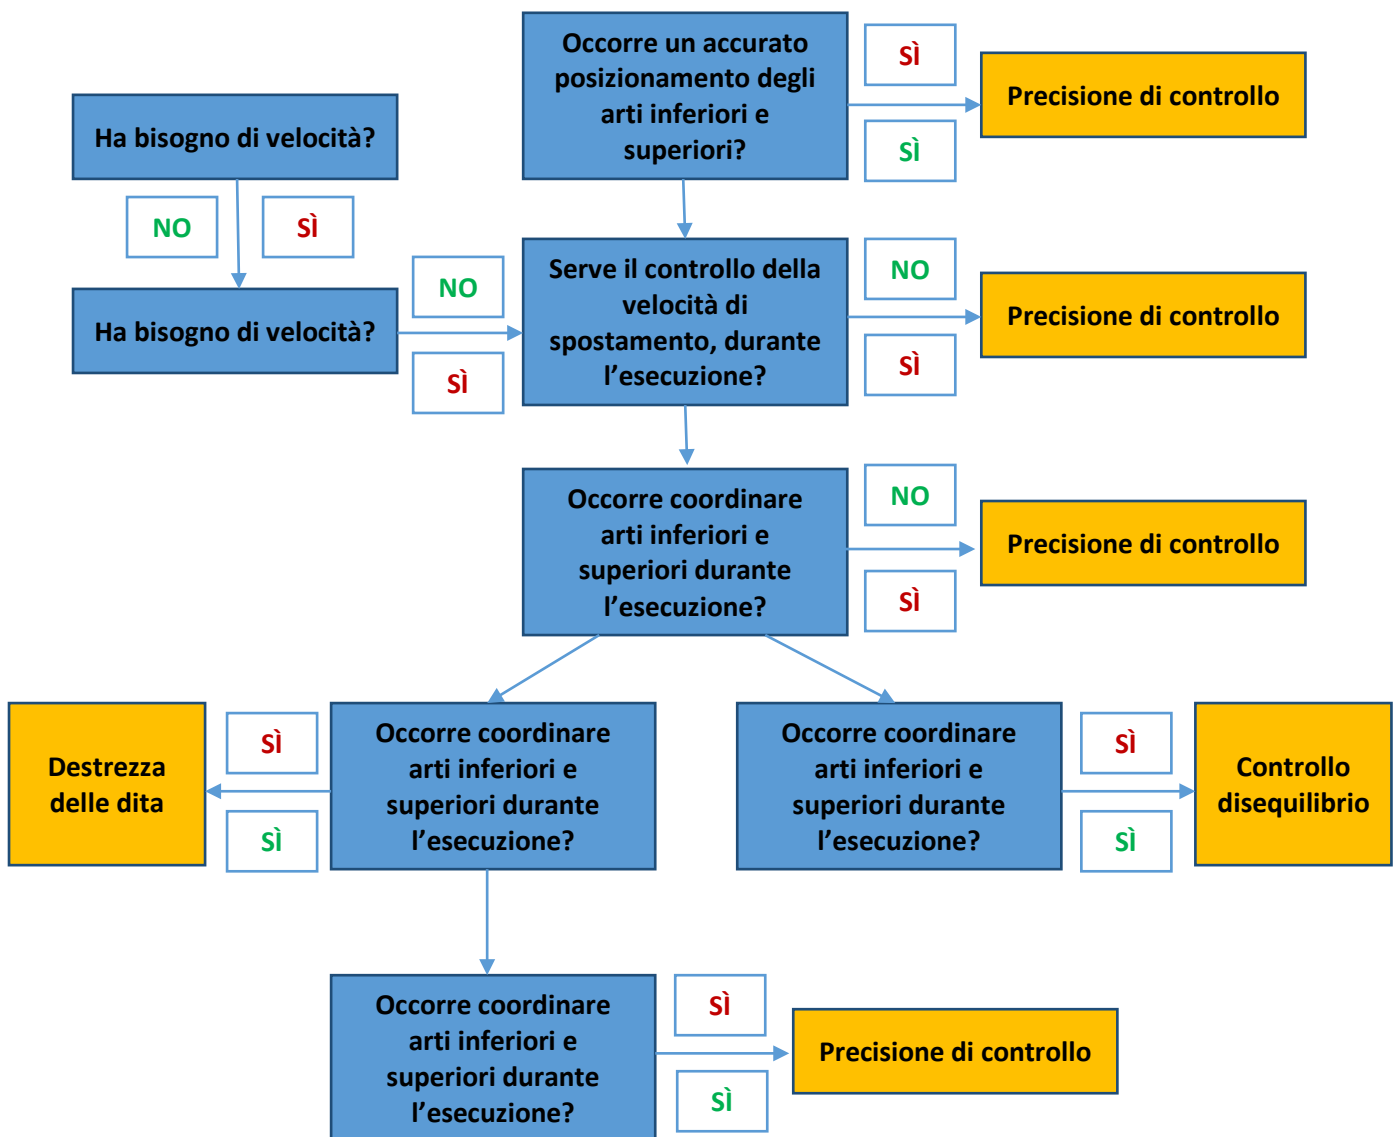 Occorre un accurato
posizionamento degli
arti inferiori e
superiori?
SÌ
SÌ
Precisione di controllo
Ha bisogno di velocità?
NO
SÌ
Ha bisogno di velocità?
NO
SÌ
Serve il controllo della
velocità di
spostamento, durante
l’esecuzione?
NO
SÌ
Precisione di controllo
Occorre coordinare
arti inferiori e
superiori durante
l’esecuzione?
NO
SÌ
Precisione di controllo
Destrezza
delle dita
SÌ
SÌ
Occorre coordinare
arti inferiori e
superiori durante
l’esecuzione?
Occorre coordinare
arti inferiori e
superiori durante
l’esecuzione?
SÌ
SÌ
Controllo
disequilibrio
Occorre coordinare
arti inferiori e
superiori durante
l’esecuzione?
SÌ
SÌ
Precisione di controllo